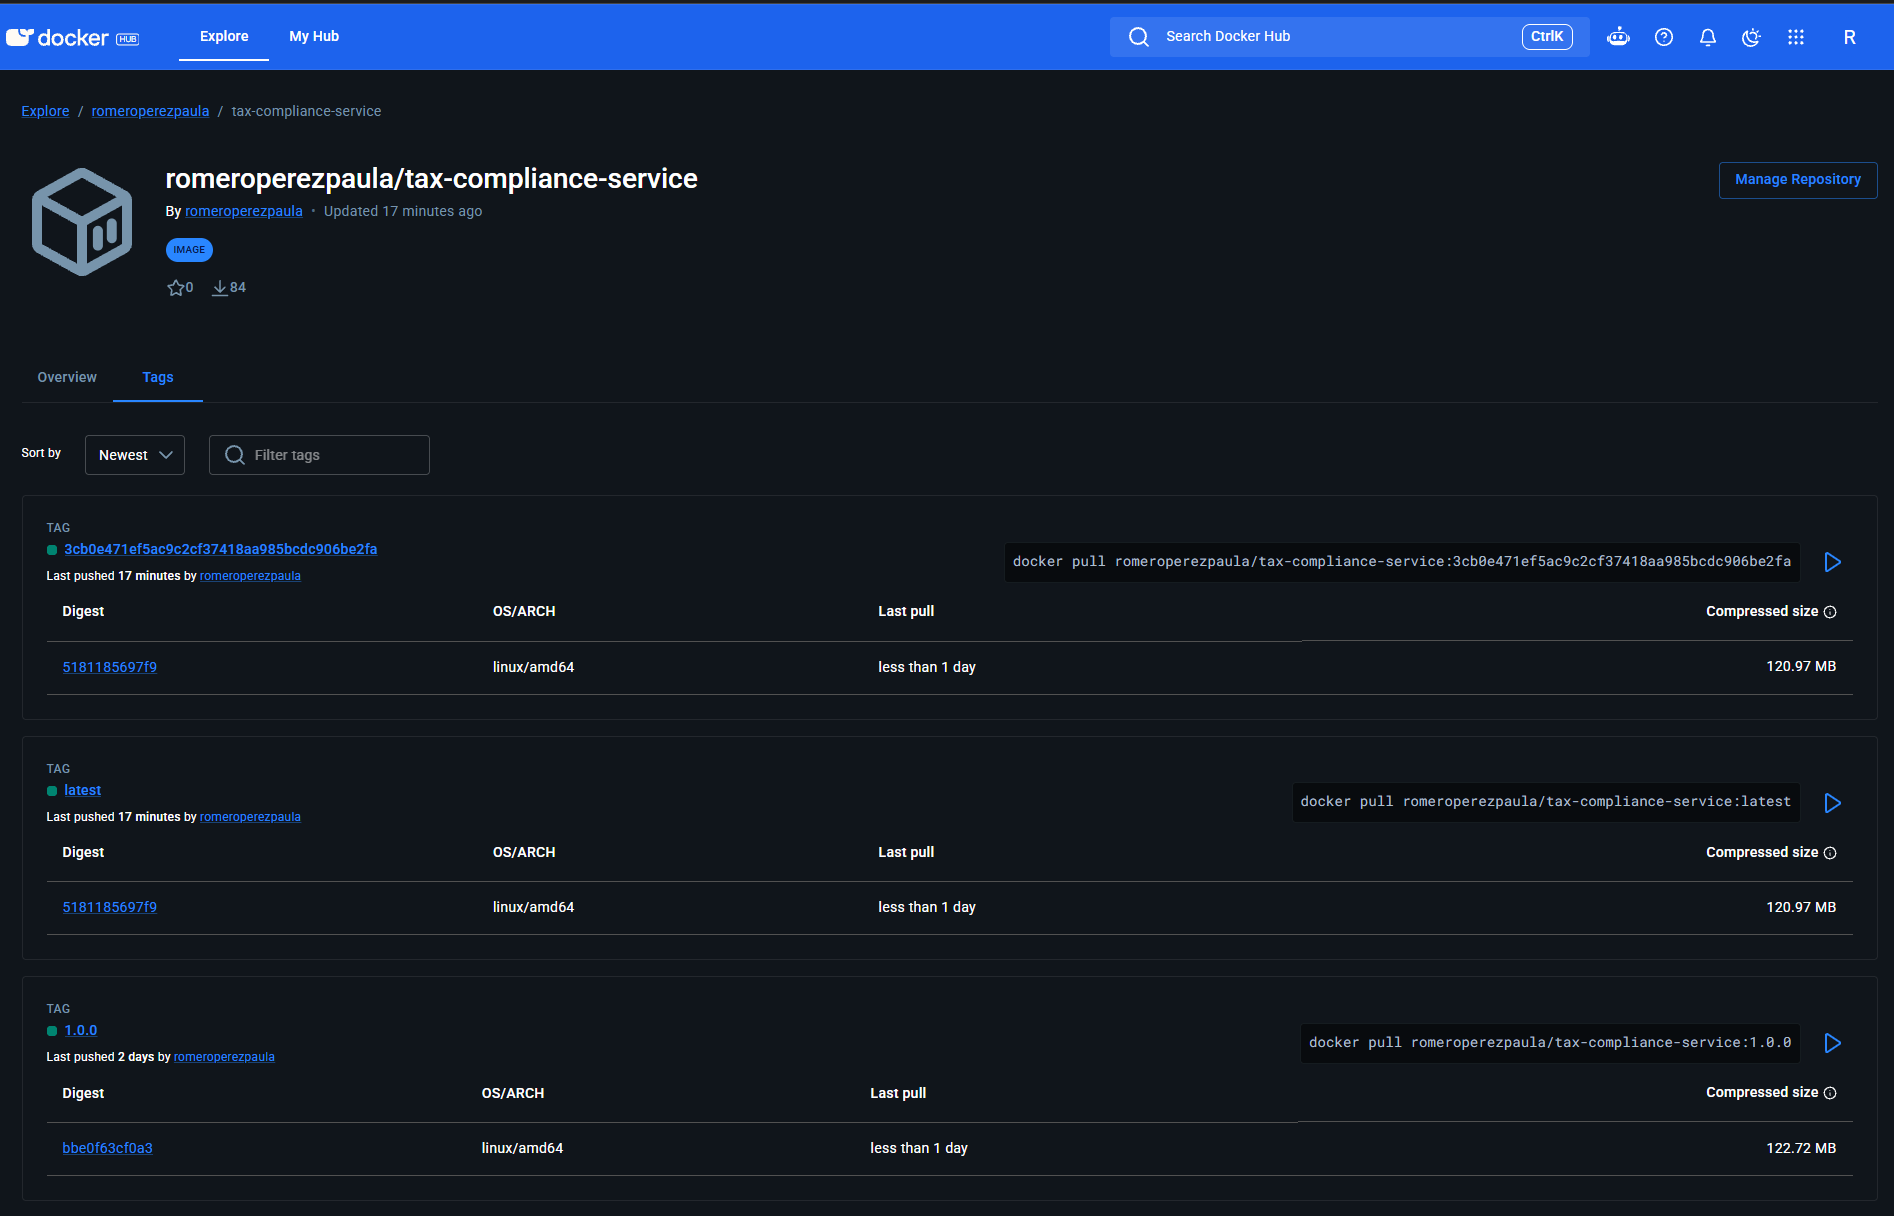 docker HUB Explore My Hub Search Docker Hub CtrlK R
Explore / romeroperezpaula / tax-compliance-service
romeroperezpaula/tax-compliance-service
Manage Repository
By romeroperezpaula • Updated 17 minutes ago
IMAGE
0 84
Overview Tags
Sort by Newest Filter tags
TAG
3cb0e471ef5ac9c2cf37418aa985bcdc906be2fa
docker pull romeroperezpaula/tax-compliance-service:3cb0e471ef5ac9c2cf37418aa985bcdc906be2fa
Last pushed 17 minutes by romeroperezpaula
Digest OS/ARCH Last pull Compressed size
5181185697f9 linux/amd64 less than 1 day 120.97 MB
TAG
latest
docker pull romeroperezpaula/tax-compliance-service:latest
Last pushed 17 minutes by romeroperezpaula
Digest OS/ARCH Last pull Compressed size
5181185697f9 linux/amd64 less than 1 day 120.97 MB
TAG
1.0.0
docker pull romeroperezpaula/tax-compliance-service:1.0.0
Last pushed 2 days by romeroperezpaula
Digest OS/ARCH Last pull Compressed size
bbe0f63cf0a3 linux/amd64 less than 1 day 122.72 MB